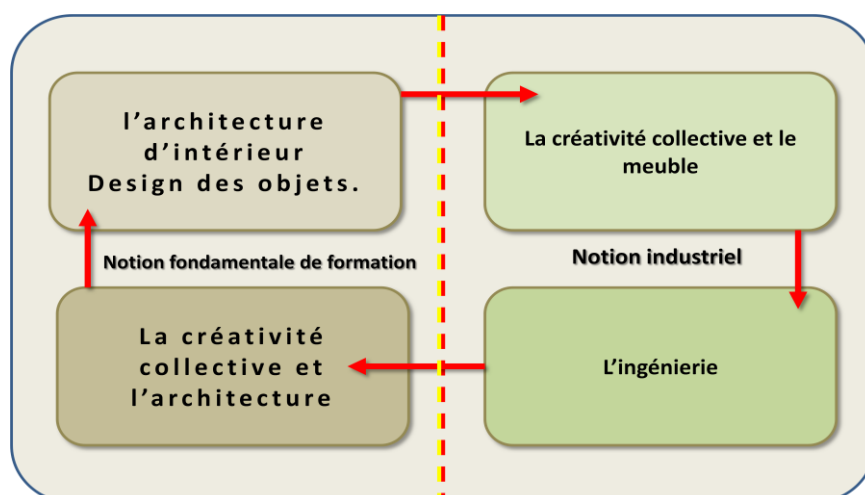 l’architecture
d’intérieur
Design des objets.
La créativité collective et le
meuble
Notion fondamentale de formation
Notion industriel
La créativité
collective et
l’architecture
L’ingénierie